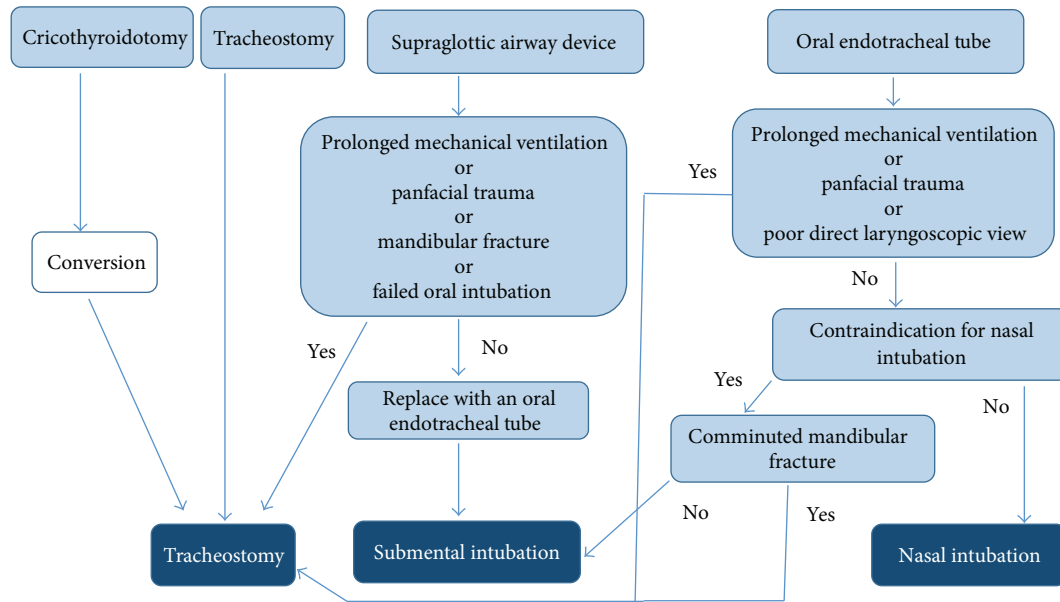 Cricothyroidotomy
Tracheostomy
Supraglottic airway device
Oral endotracheal tube
Prolonged mechanical ventilation
or
panfacial trauma
or
mandibular fracture
or
failed oral intubation
Prolonged mechanical ventilation
or
panfacial trauma
or
poor direct laryngoscopic view
Yes
Conversion
No
Contraindication for nasal
intubation
Yes
No
Yes
No
Replace with an oral
endotracheal tube
Comminuted mandibular
fracture
No
Yes
Tracheostomy
Submental intubation
Nasal intubation